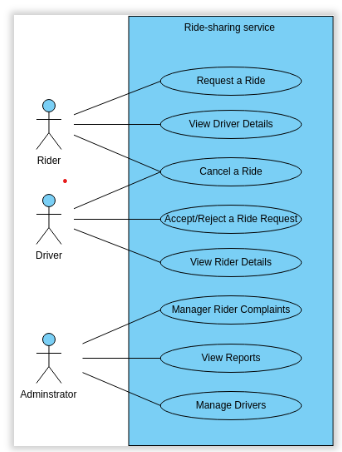 Ride-sharing service
Request a Ride
View Driver Details
Rider
Cancel a Ride
Accept/Reject a Ride Request
Driver
View Rider Details
Manager Rider Complaints
View Reports
Adminstrator
Manage Drivers